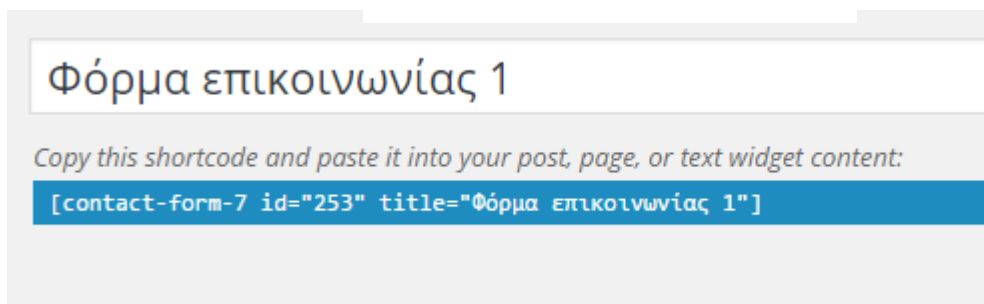 Φόρμα επικοινωνίας 1
Copy this shortcode and paste it into your post, page, or text widget content:
[contact-form-7 id="253" title="Φόρμα επικοινωνίας 1"]